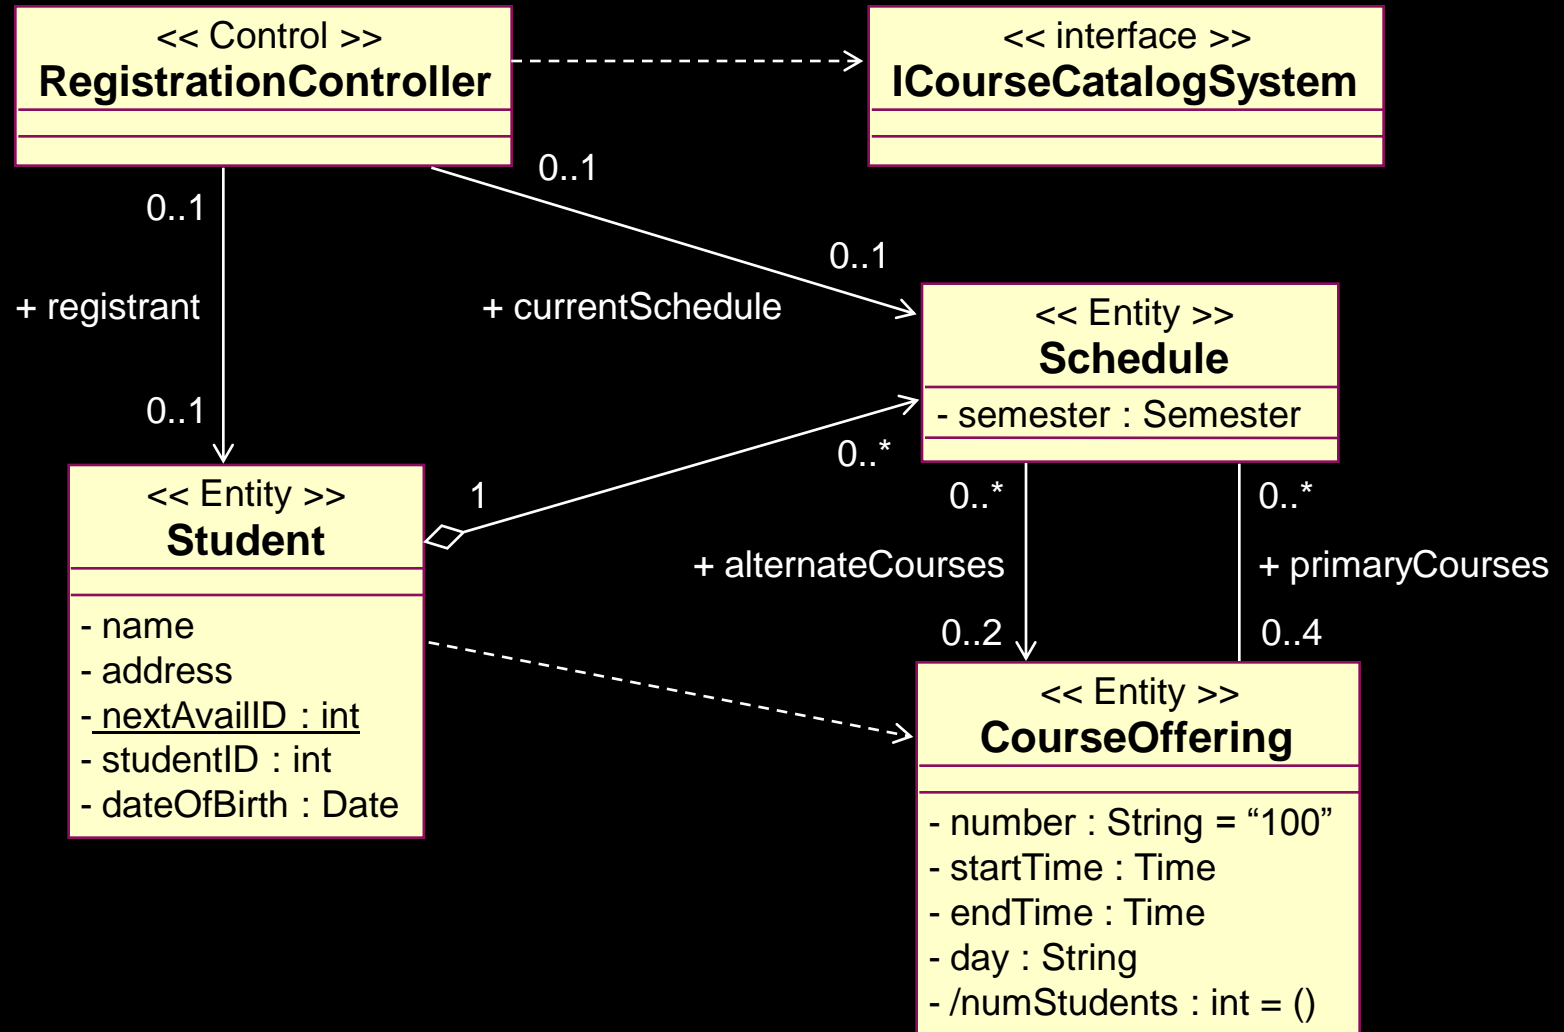 << Control >>
RegistrationController
<< interface >>
ICourseCatalogSystem
0..1
0..1
0..1
+ registrant
+ currentSchedule
<< Entity >>
Schedule
- semester : Semester
0..1
0..*
<< Entity >>
Student
1
0..*
0..*
- name
- address
- nextAvailID : int
- studentID : int
- dateOfBirth : Date
+ alternateCourses
+ primaryCourses
0..2
0..4
<< Entity >>
CourseOffering
- number : String = “100”
- startTime : Time
- endTime : Time
- day : String
- /numStudents : int = ()